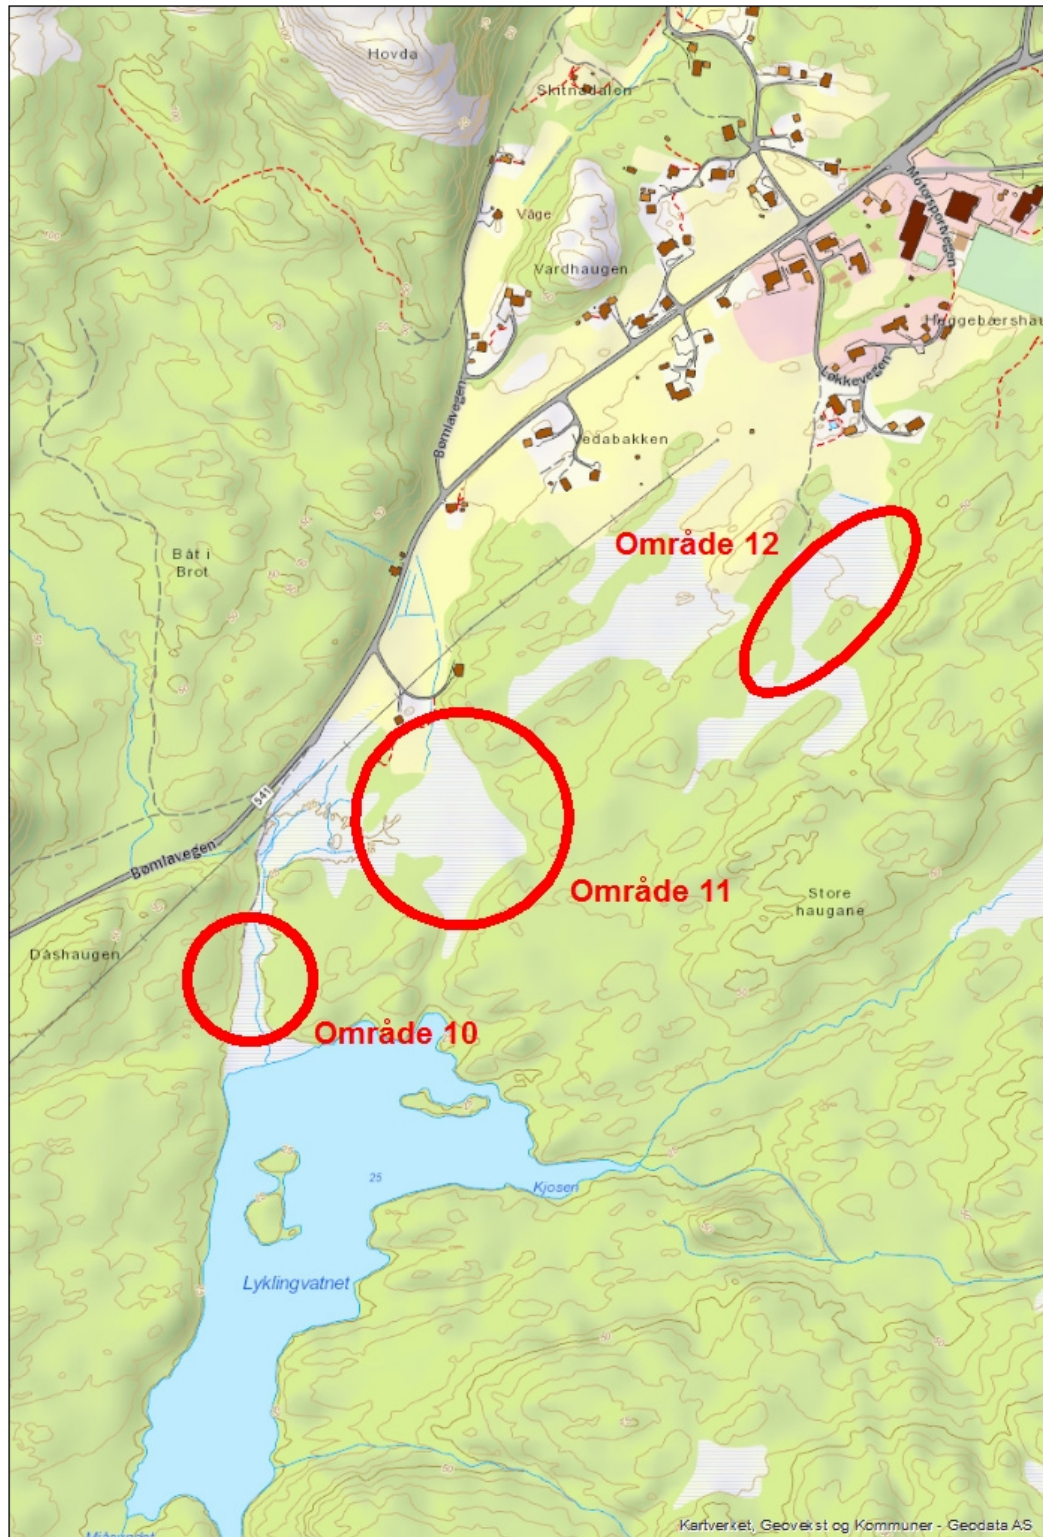 Hovda
Skitnadalen
Våge
Vardhaugen
Motorsportvegen
Heggebærshau
Løkkevegen
Bømlavegen
Vedabakken
Område 12
Båt i
Brot
541
Bømlavegen
Område 11
Store
haugane
Dåshaugen
Område 10
25
Kjosen
Lyklingvatnet
Kartverket, Geovekst og Kommuner - Geodata AS